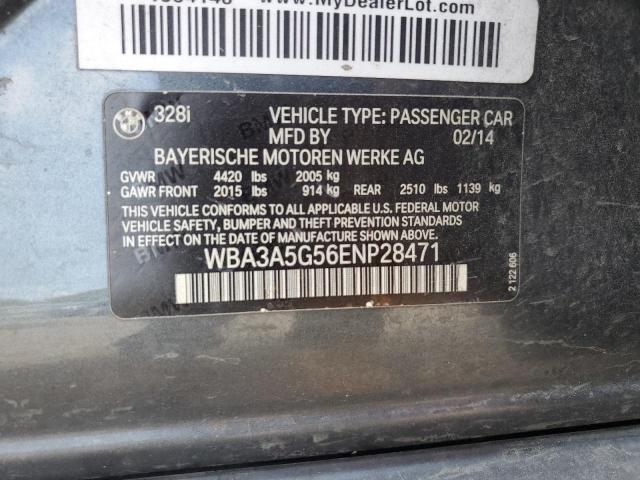 www.MyDealerLot.com
BMW
328i
VEHICLE TYPE: PASSENGER CAR
MFD BY
02/14
BAYERISCHE MOTOREN WERKE AG
GVWR 4420 lbs 2005 kg
GAWR FRONT 2015 lbs 914 kg REAR 2510 lbs 1139 kg
THIS VEHICLE CONFORMS TO ALL APPLICABLE U.S. FEDERAL MOTOR
VEHICLE SAFETY, BUMPER AND THEFT PREVENTION STANDARDS
IN EFFECT ON THE DATE OF MANUFACTURE SHOWN ABOVE.
WBA3A5G56ENP28471
2 122 606